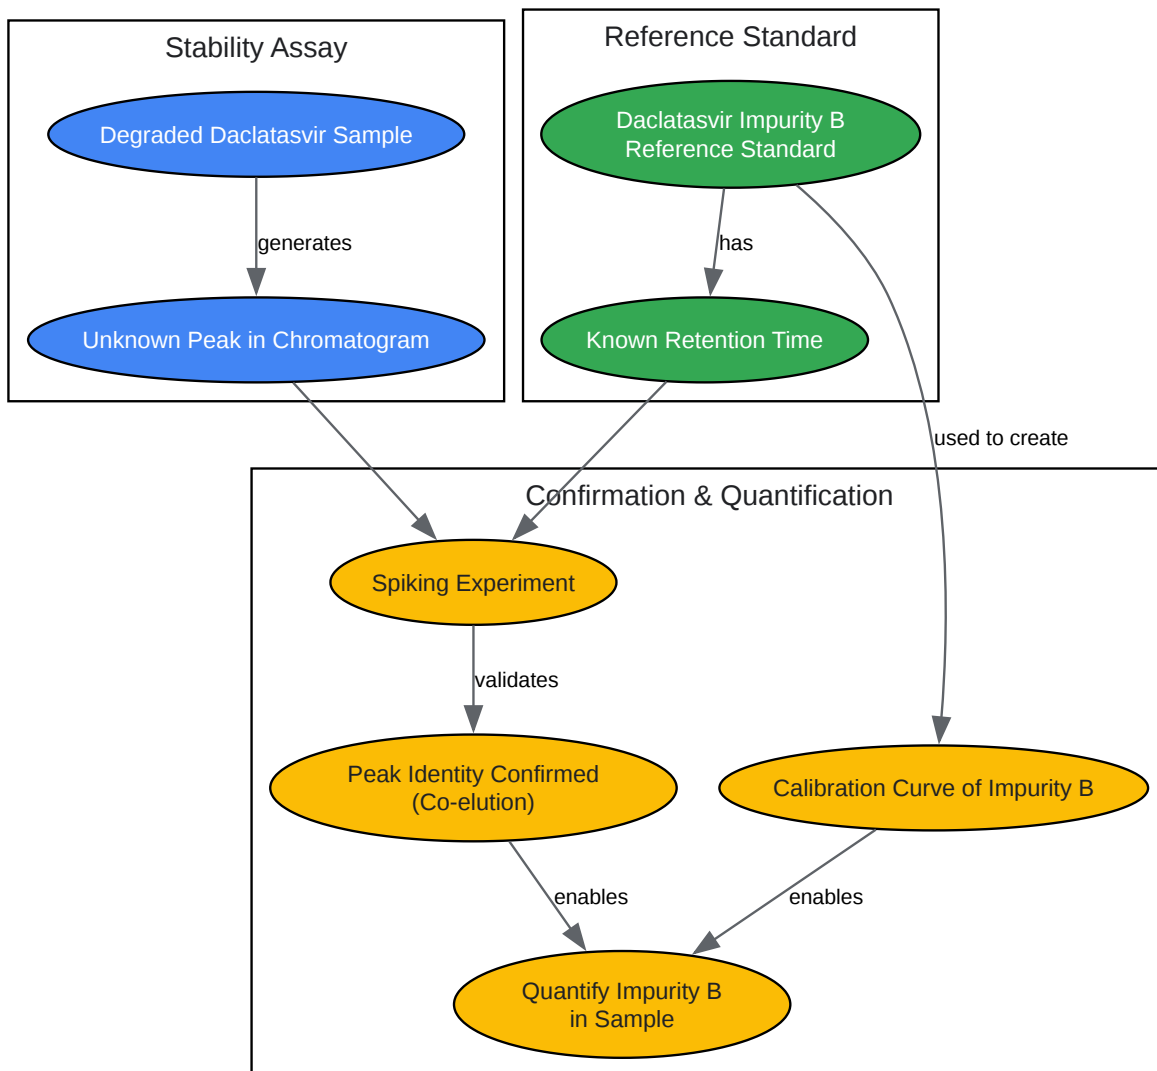 Stability Assay
Reference Standard
Degraded Daclatasvir Sample
Daclatasvir Impurity B
Reference Standard
generates
has
Unknown Peak in Chromatogram
Known Retention Time
used to create
Confirmation & Quantification
Spiking Experiment
validates
Peak Identity Confirmed
(Co-elution)
Calibration Curve of Impurity B
enables
enables
Quantify Impurity B
in Sample